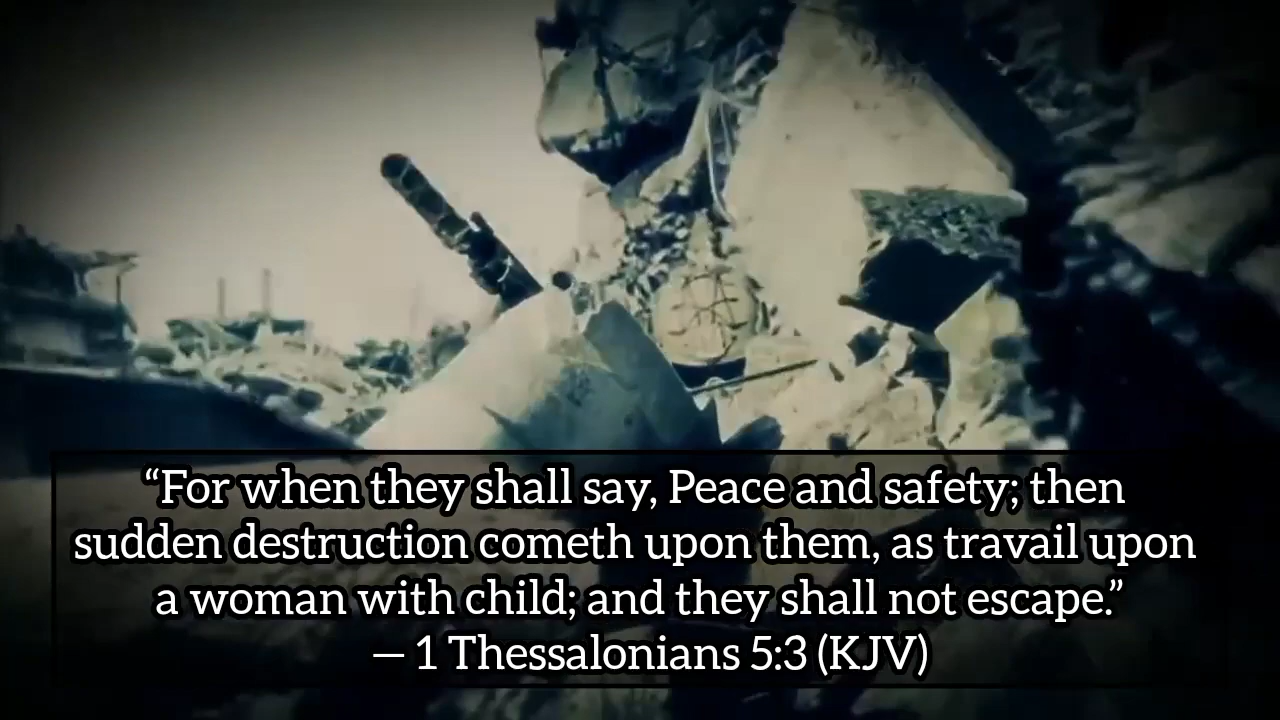 “For when they shall say, Peace and safety; then
sudden destruction cometh upon them, as travail upon
a woman with child; and they shall not escape.”
— 1 Thessalonians 5:3 (KJV)